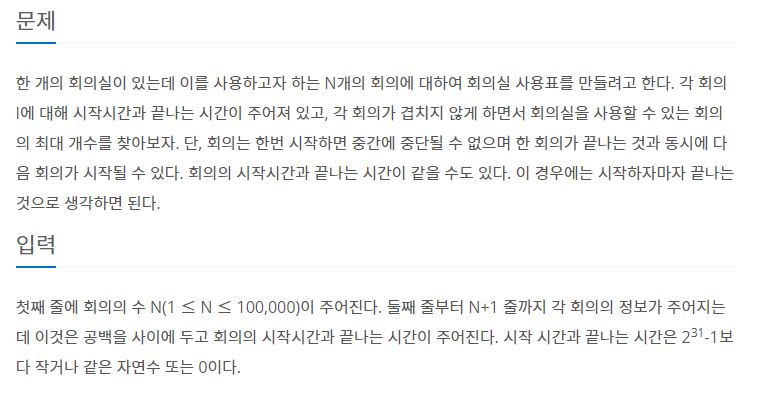 문제
한 개의 회의실이 있는데 이를 사용하고자 하는 N개의 회의에 대하여 회의실 사용표를 만들려고 한다. 각 회의
I에 대해 시작시간과 끝나는 시간이 주어져 있고, 각 회의가 겹치지 않게 하면서 회의실을 사용할 수 있는 회의
의 최대 개수를 찾아보자. 단, 회의는 한번 시작하면 중간에 중단될 수 없으며 한 회의가 끝나는 것과 동시에 다
음 회의가 시작될 수 있다. 회의의 시작시간과 끝나는 시간이 같을 수도 있다. 이 경우에는 시작하자마자 끝나는
것으로 생각하면 된다.
입력
첫째 줄에 회의의 수 N(1 ≤ N ≤ 100,000)이 주어진다. 둘째 줄부터 N+1 줄까지 각 회의의 정보가 주어지는
데 이것은 공백을 사이에 두고 회의의 시작시간과 끝나는 시간이 주어진다. 시작 시간과 끝나는 시간은 2³¹-1보
다 작거나 같은 자연수 또는 0이다.